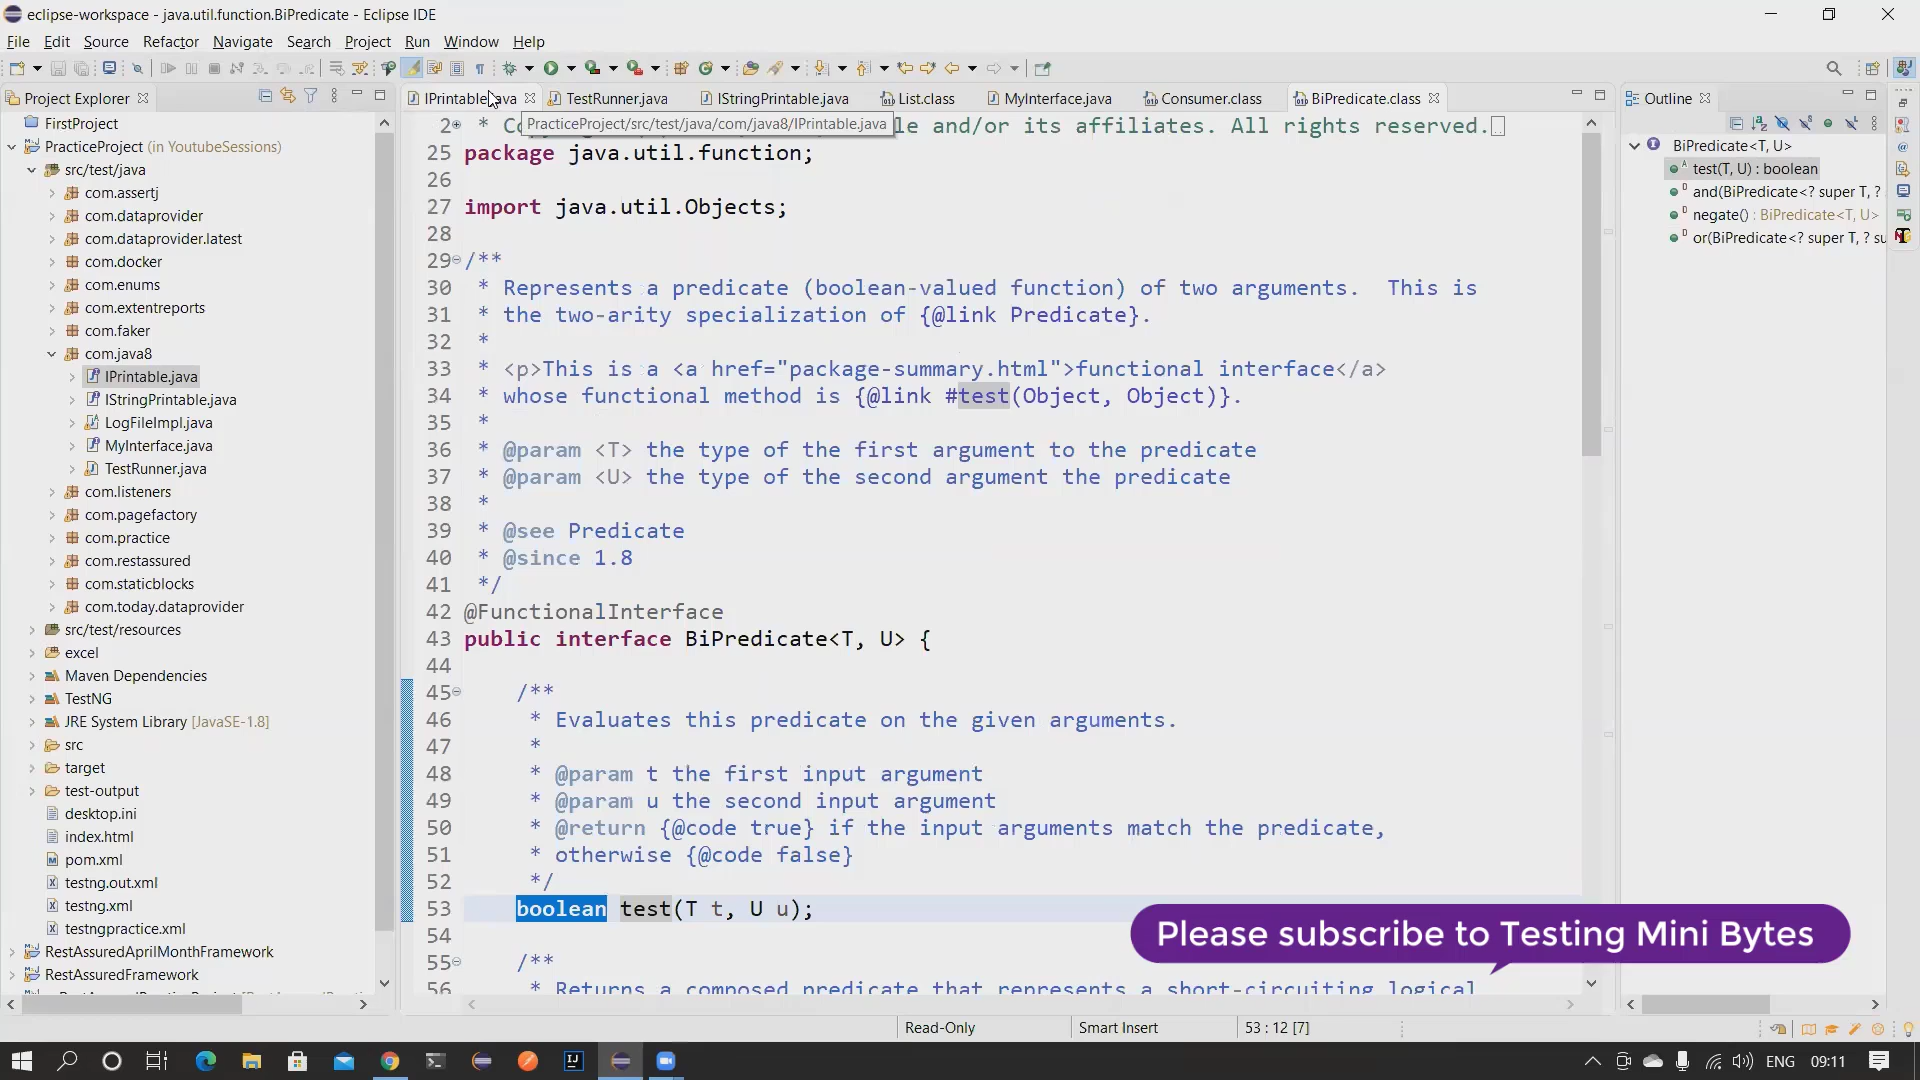 eclipse-workspace - java.util.function.BiPredicate - Eclipse IDE
File Edit Source Refactor Navigate Search Project Run Window Help
Project Explorer
IPrintable.java
TestRunner.java
IStringPrintable.java
List.class
MyInterface.java
Consumer.class
BiPredicate.class
Outline
PracticeProject/src/test/java/com/java8/IPrintable.java
FirstProject
PracticeProject (in YoutubeSessions)
src/test/java
com.assertj
com.dataprovider
com.dataprovider.latest
com.docker
com.enums
com.extentreports
com.faker
com.java8
IPrintable.java
IStringPrintable.java
LogFileImpl.java
MyInterface.java
TestRunner.java
com.listeners
com.pagefactory
com.practice
com.restassured
com.staticblocks
com.today.dataprovider
src/test/resources
excel
Maven Dependencies
TestNG
JRE System Library [JavaSE-1.8]
src
target
test-output
desktop.ini
index.html
pom.xml
testng.out.xml
testng.xml
testngpractice.xml
RestAssuredAprilMonthFramework
RestAssuredFramework
2 * Co le and/or its affiliates. All rights reserved.
25 package java.util.function;
26
27 import java.util.Objects;
28
29 /**
30 * Represents a predicate (boolean-valued function) of two arguments. This is
31 * the two-arity specialization of {@link Predicate}.
32 *
33 * <p>This is a <a href="package-summary.html">functional interface</a>
34 * whose functional method is {@link #test(Object, Object)}.
35 *
36 * @param <T> the type of the first argument to the predicate
37 * @param <U> the type of the second argument the predicate
38 *
39 * @see Predicate
40 * @since 1.8
41 */
42 @FunctionalInterface
43 public interface BiPredicate<T, U> {
44
45 /**
46 * Evaluates this predicate on the given arguments.
47 *
48 * @param t the first input argument
49 * @param u the second input argument
50 * @return {@code true} if the input arguments match the predicate,
51 * otherwise {@code false}
52 */
53 boolean test(T t, U u);
54
55 /**
56 * Returns a composed predicate that represents a short-circuiting logical
BiPredicate<T, U>
test(T, U) : boolean
and(BiPredicate<? super T, ?
negate() : BiPredicate<T, U>
or(BiPredicate<? super T, ? su
Please subscribe to Testing Mini Bytes
Read-Only
Smart Insert
53 : 12 [7]
ENG
09:11